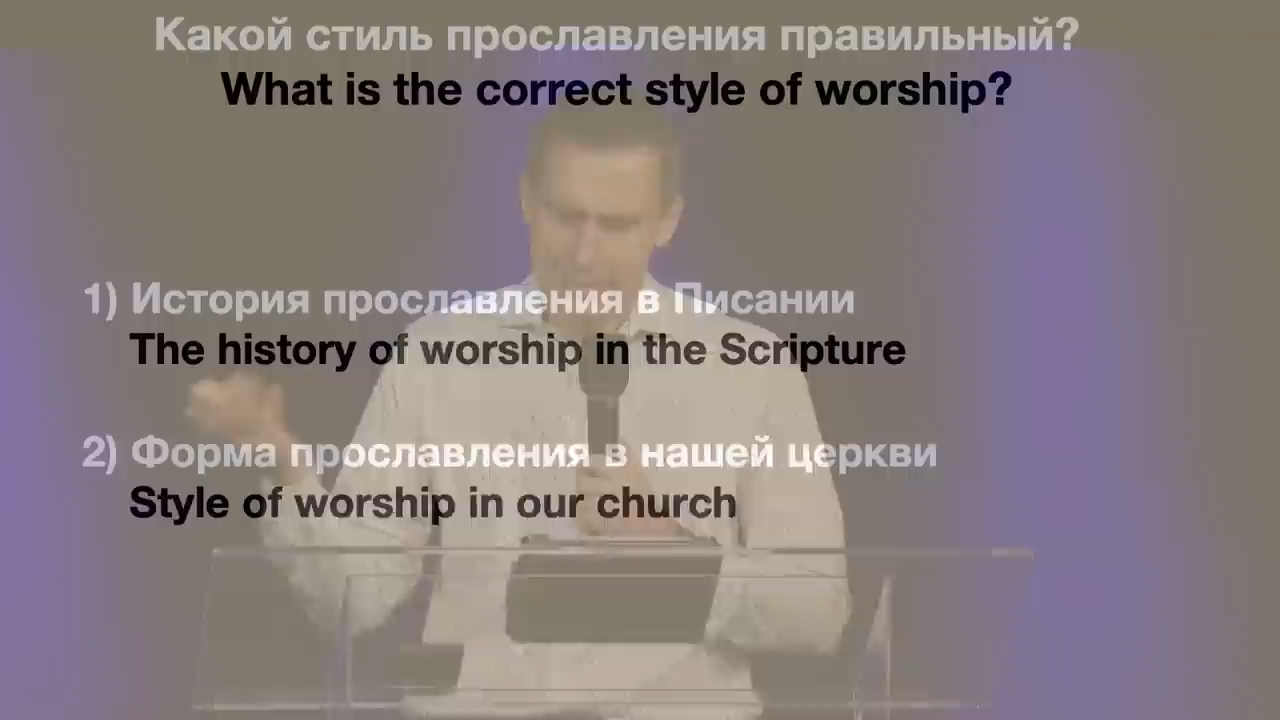 Какой стиль прославления правильный?
What is the correct style of worship?
1) История прославления в Писании
The history of worship in the Scripture
2) Форма прославления в нашей церкви
Style of worship in our church